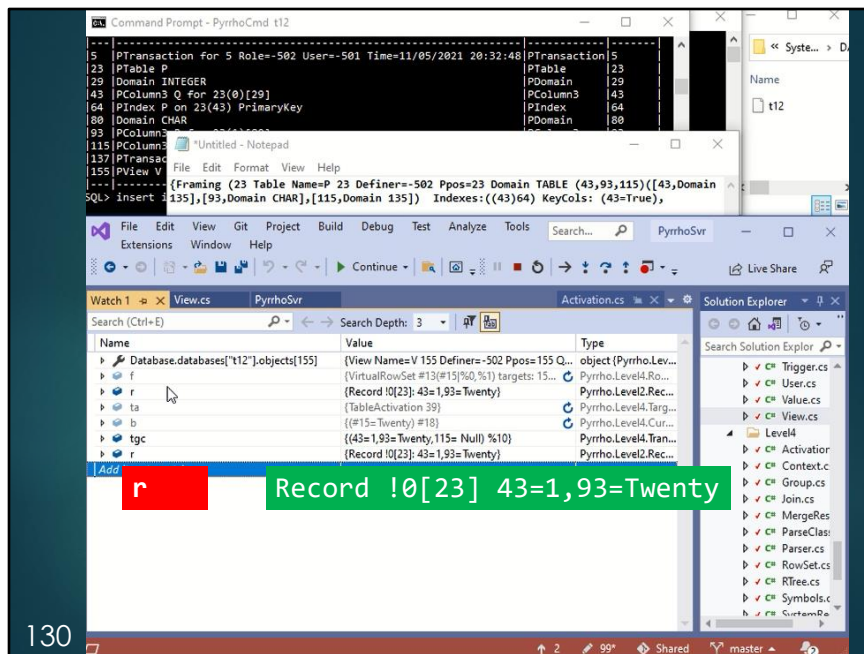 Command Prompt - PyrrhoCmd t12
|---|----------------------------------------------------------------|------------|------|
|5 |PTransaction for 5 Role=-502 User=-501 Time=11/05/2021 20:32:48|PTransaction|5
|23 |PTable P |PTable |23
|29 |Domain INTEGER |PDomain |29
|43 |PColumn3 Q for 23(0)[29] |PColumn3 |43
|64 |PIndex P on 23(43) PrimaryKey |PIndex |64
|80 |Domain CHAR |PDomain |80
|93 |PColumn3
|115|PColumn3
|137|PTransac
|155|PView V
|---|-------
SQL> insert i
« Syste... > D
Name
t12
*Untitled - Notepad
File Edit Format View Help
{Framing (23 Table Name=P 23 Definer=-502 Ppos=23 Domain TABLE (43,93,115)([43,Domain
135],[93,Domain CHAR],[115,Domain 135]) Indexes:((43)64) KeyCols: (43=True),
File Edit View Git Project Build Debug Test Analyze Tools
Extensions Window Help
Search...
PyrrhoSvr
Continue
Live Share
Watch 1 View.cs PyrrhoSvr Activation.cs
Search (Ctrl+E) Search Depth: 3
Name Value Type
Database.databases["t12"].objects[155] {View Name=V 155 Definer=-502 Ppos=155 Q... object {Pyrrho.Lev...
f {VirtualRowSet #13(#15|%0,%1) targets: 15... Pyrrho.Level4.Ro...
r {Record !0[23]: 43=1,93=Twenty} Pyrrho.Level2.Rec...
ta {TableActivation 39} Pyrrho.Level4.Targ...
b {(#15=Twenty) #18} Pyrrho.Level4.Cur...
tgc {(43=1,93=Twenty,115= Null) %10} Pyrrho.Level4.Tran...
r {Record !0[23]: 43=1,93=Twenty} Pyrrho.Level2.Rec...
Add
r Record !0[23] 43=1,93=Twenty
Solution Explorer
Search Solution Explor
C# Trigger.cs
C# User.cs
C# Value.cs
C# View.cs
Level4
C# Activation
C# Context.c
C# Group.cs
C# Join.cs
C# MergeRes
C# ParseClas
C# Parser.cs
C# RowSet.cs
C# RTree.cs
C# Symbols.c
C# SystemRe
130
2 99+ Shared master 2